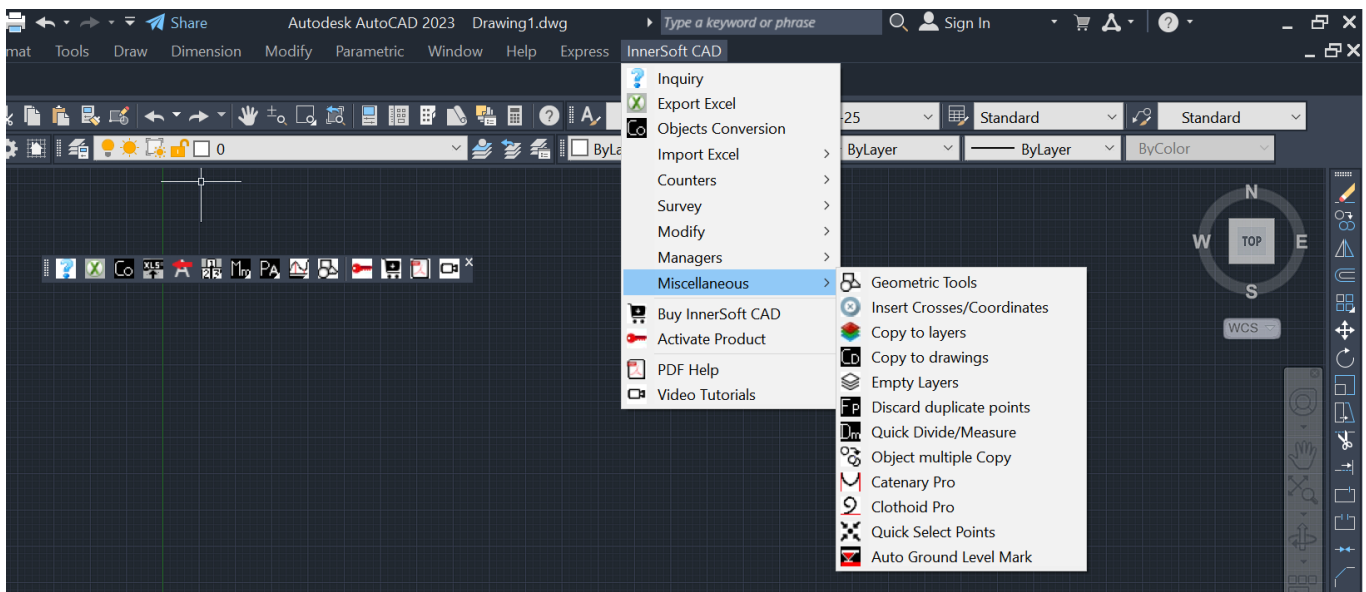 Share Autodesk AutoCAD 2023 Drawing1.dwg Type a keyword or phrase Sign In
mat Tools Draw Dimension Modify Parametric Window Help Express InnerSoft CAD
Inquiry
Export Excel
-25 Standard Standard
Objects Conversion
0 ByLa ByLayer ByLayer ByColor
Import Excel
Counters
Survey
Modify
Managers
Miscellaneous
Buy InnerSoft CAD
Activate Product
PDF Help
Video Tutorials
Geometric Tools
Insert Crosses/Coordinates
Copy to layers
Copy to drawings
Empty Layers
Discard duplicate points
Quick Divide/Measure
Object multiple Copy
Catenary Pro
Clothoid Pro
Quick Select Points
Auto Ground Level Mark
N
W TOP E
S
WCS